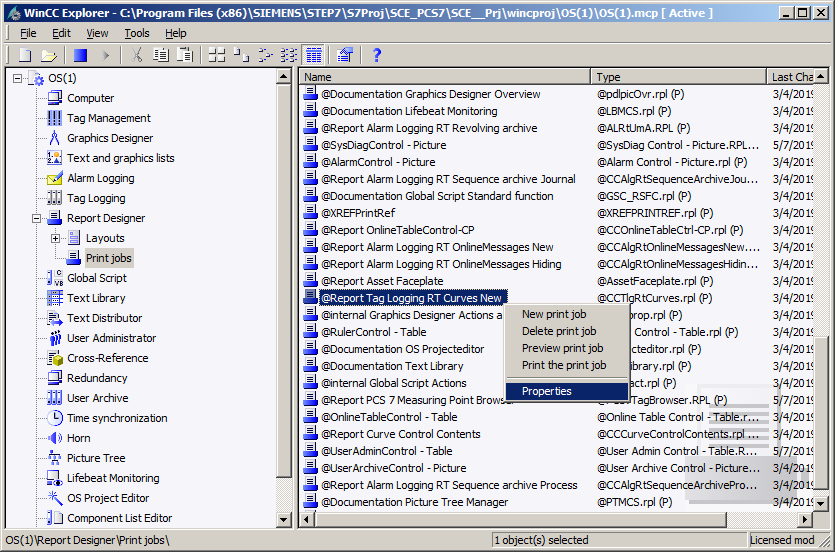 WinCC Explorer - C:\Program Files (x86)\SIEMENS\STEP7\S7Proj\SCE_PCS7\SCE__Prj\wincproj\OS(1)\OS(1).mcp [ Active ]
File Edit View Tools Help
OS(1)
Computer
Tag Management
Graphics Designer
Text and graphics lists
Alarm Logging
Tag Logging
Report Designer
Layouts
Print jobs
Global Script
Text Library
Text Distributor
User Administrator
Cross-Reference
Redundancy
User Archive
Time synchronization
Horn
Picture Tree
Lifebeat Monitoring
OS Project Editor
Component List Editor
Name Type Last Cha
@Documentation Graphics Designer Overview @pdlpicOvr.rpl (P) 3/4/2019
@Documentation Lifebeat Monitoring @LBMCS.rpl (P) 3/4/2019
@Report Alarm Logging RT Revolving archive @ALRtUmA.RPL (P) 3/4/2019
@SysDiagControl - Picture @SysDiag Control - Picture.RPL... 5/7/2019
@AlarmControl - Picture @Alarm Control - Picture.rpl (P) 3/4/2019
@Report Alarm Logging RT Sequence archive Journal @CCAlgRtSequenceArchiveJou... 3/4/2019
@Documentation Global Script Standard function @GSC_RSFC.rpl (P) 3/4/2019
@XREFPrintRef @XREFPRINTREF.rpl (P) 3/4/2019
@Report OnlineTableControl-CP @CCOnlineTableCtrl-CP.rpl (P) 3/4/2019
@Report Alarm Logging RT OnlineMessages New @CCAlgRtOnlineMessagesNew.... 3/4/2019
@Report Alarm Logging RT OnlineMessages Hiding @CCAlgRtOnlineMessagesHidin... 3/4/2019
@Report Asset Faceplate @AssetFaceplate.rpl (P) 3/4/2019
@Report Tag Logging RT Curves New @CCTlgRtCurves.rpl (P) 3/4/2019
@internal Graphics Designer Actions a prop.rpl (P) 3/4/2019
@RulerControl - Table Control - Table.rpl (P) 3/4/2019
@Documentation OS Projecteditor ecteditor.rpl (P) 3/4/2019
@Documentation Text Library library.rpl (P) 3/4/2019
@internal Global Script Actions act.rpl (P) 3/4/2019
@Report PCS 7 Measuring Point Browser TagBrowser.RPL (P) 5/7/2019
@OnlineTableControl - Table @Online Table Control - Table.r... 3/4/2019
@Report Curve Control Contents @CCCurveControlContents.rpl ... 3/4/2019
@UserAdminControl - Table @User Admin Control - Table.R... 5/7/2019
@UserArchiveControl - Picture @User Archive Control - Picture... 3/4/2019
@Report Alarm Logging RT Sequence archive Process @CCAlgRtSequenceArchivePro... 3/4/2019
@Documentation Picture Tree Manager @PTMCS.rpl (P) 3/4/2019
New print job
Delete print job
Preview print job
Print the print job
Properties
OS(1)\Report Designer\Print jobs\ 1 object(s) selected Licensed mod